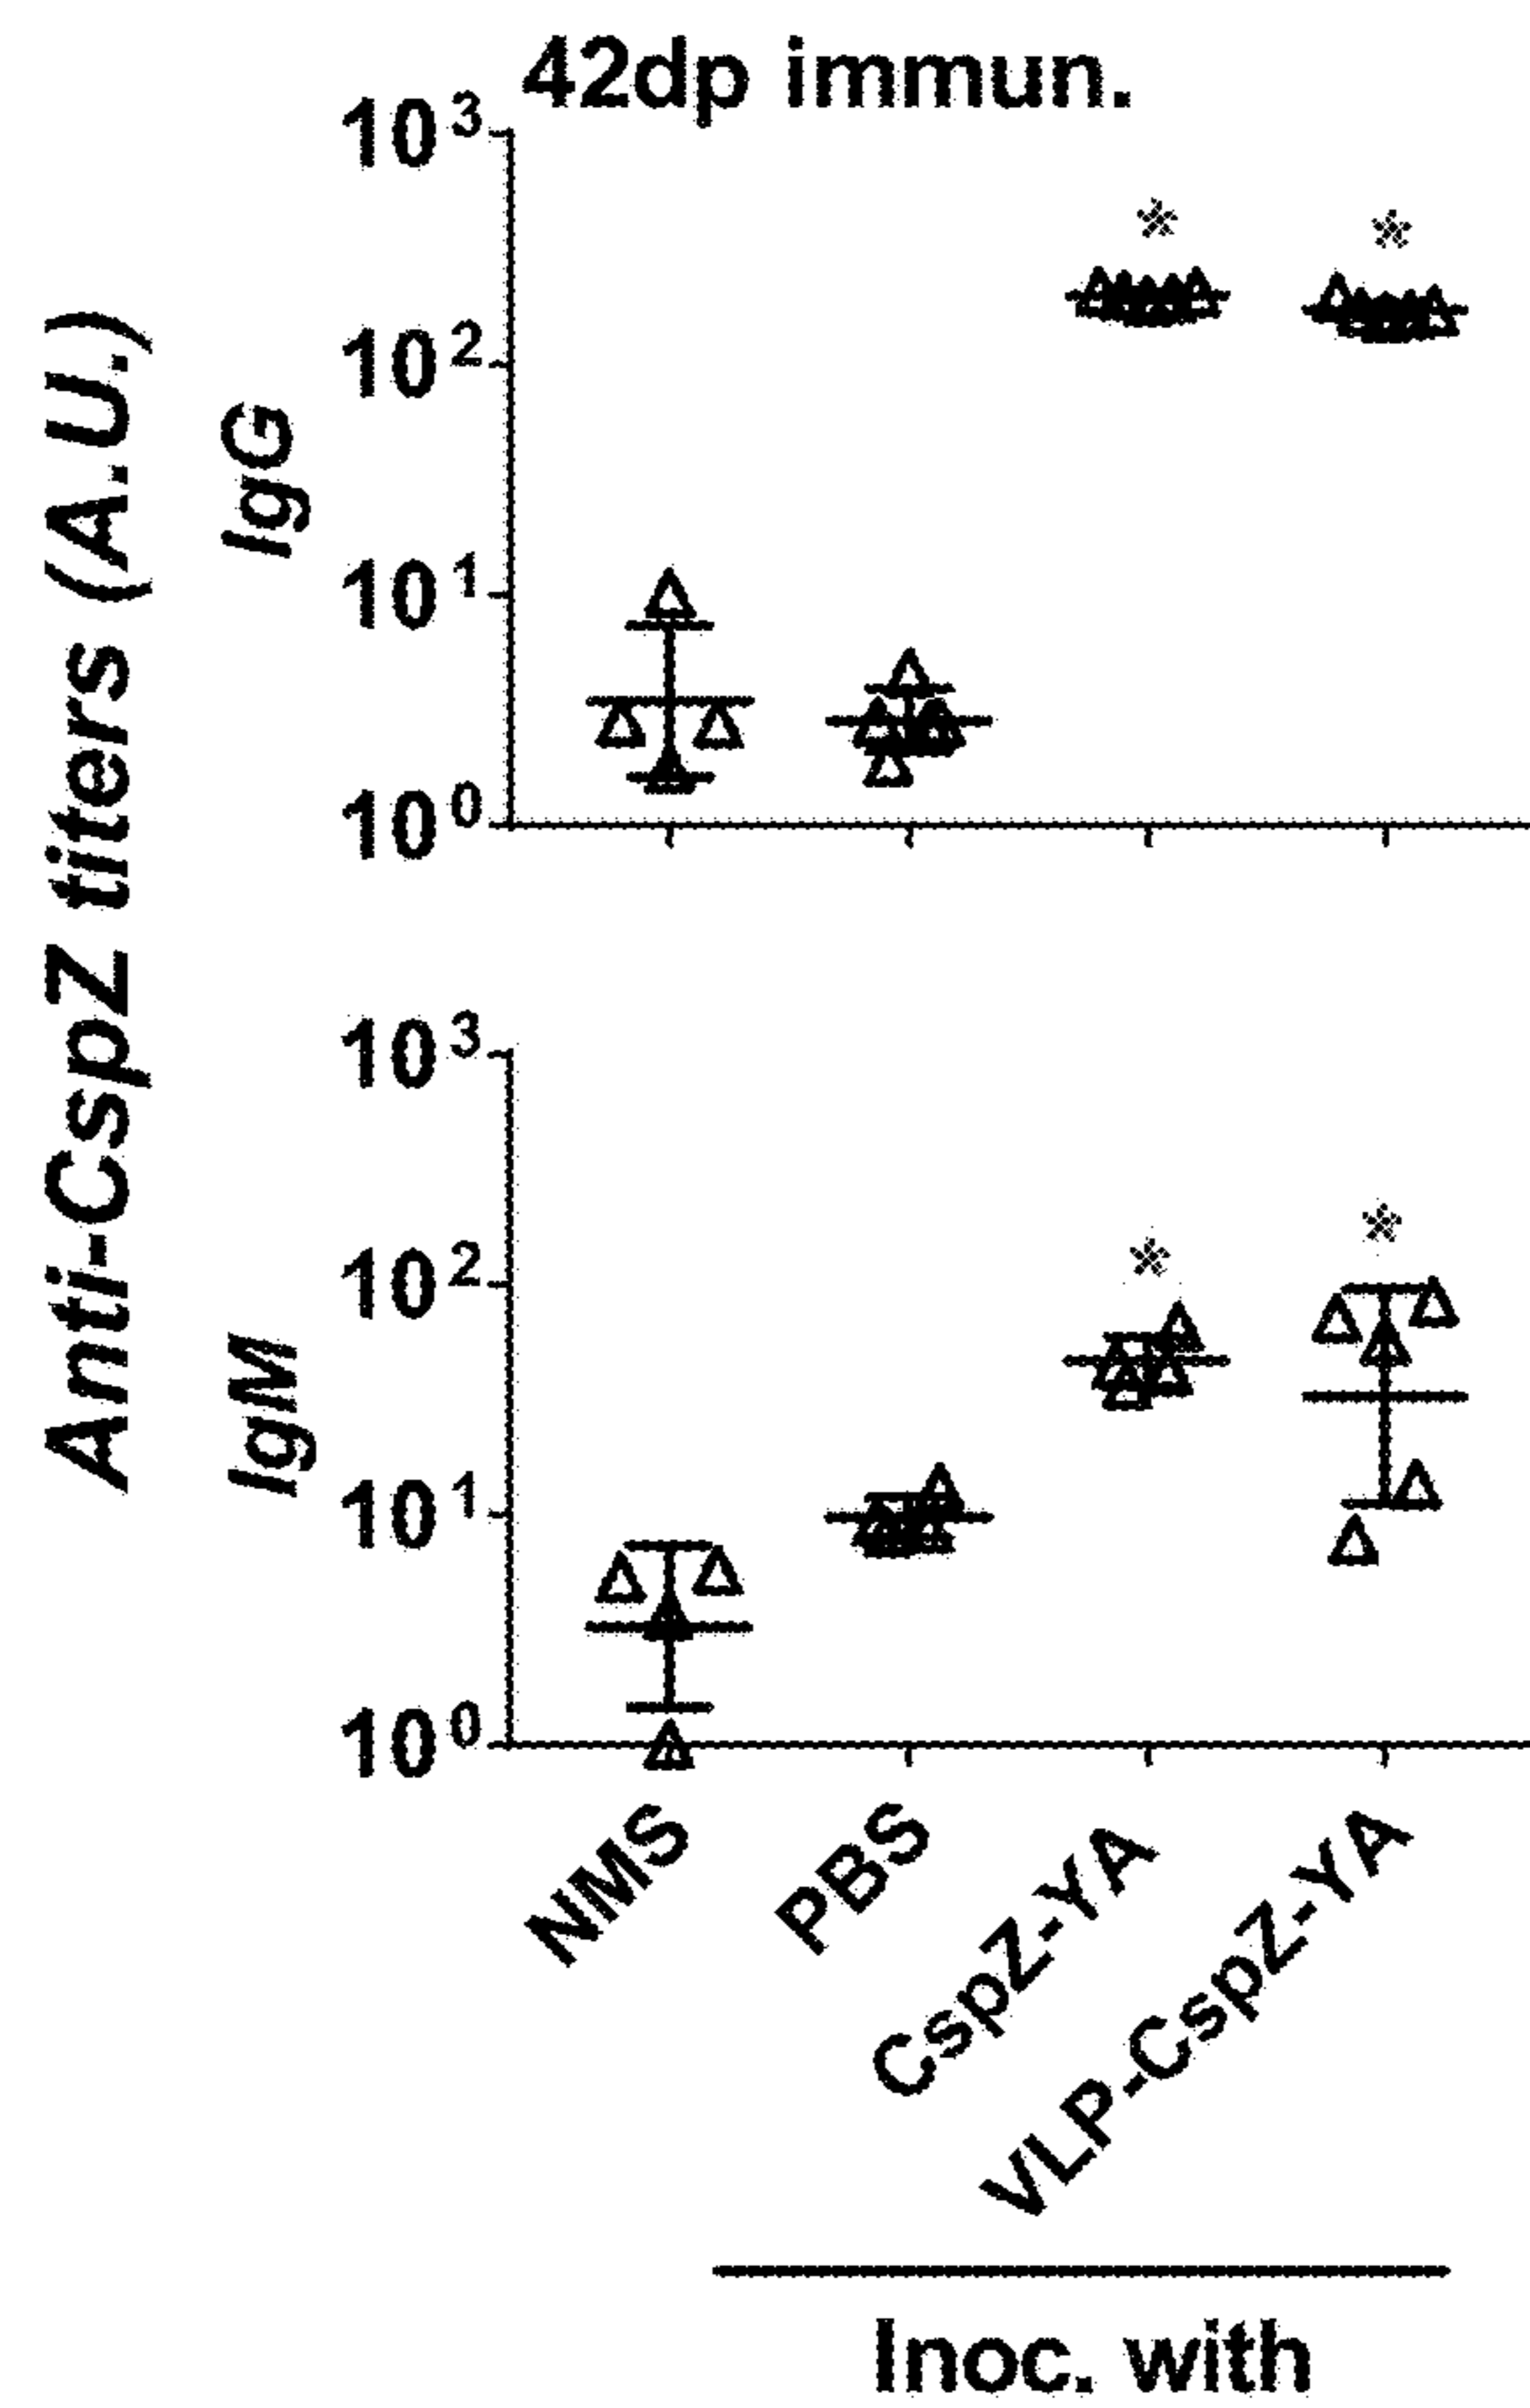 42dp immun.
Anti-CspZ titers (A.U.)
IgG
10³
10²
10¹
10⁰
*
*
IgM
10³
10²
10¹
10⁰
*
*
NMS
PBS
CspZ-YA
VLP-CspZ-YA
Inoc. with